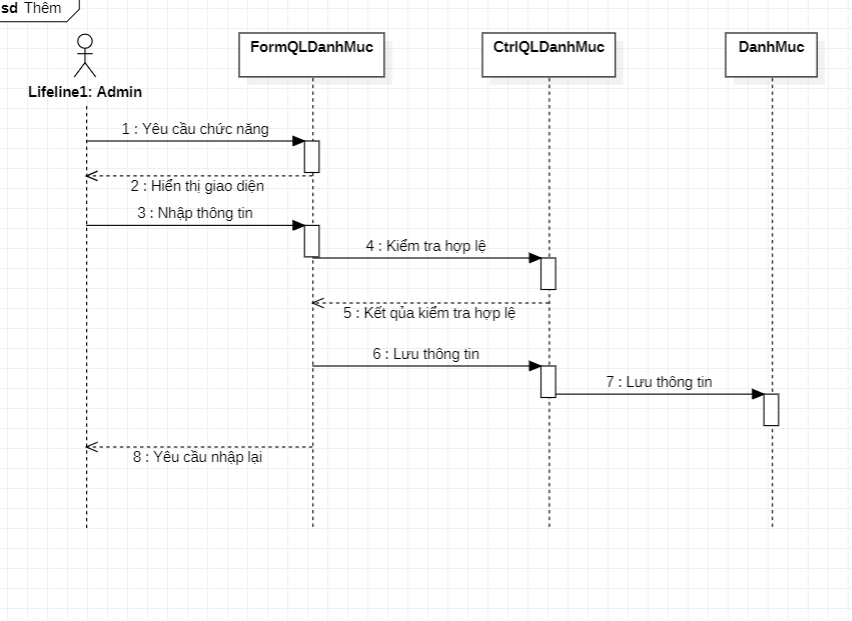 sd Thêm
FormQLDanhMuc
CtrlQLDanhMuc
DanhMuc
Lifeline1: Admin
1 : Yêu cầu chức năng
2 : Hiển thị giao diện
3 : Nhập thông tin
4 : Kiểm tra hợp lệ
5 : Kết qủa kiểm tra hợp lệ
6 : Lưu thông tin
7 : Lưu thông tin
8 : Yêu cầu nhập lại